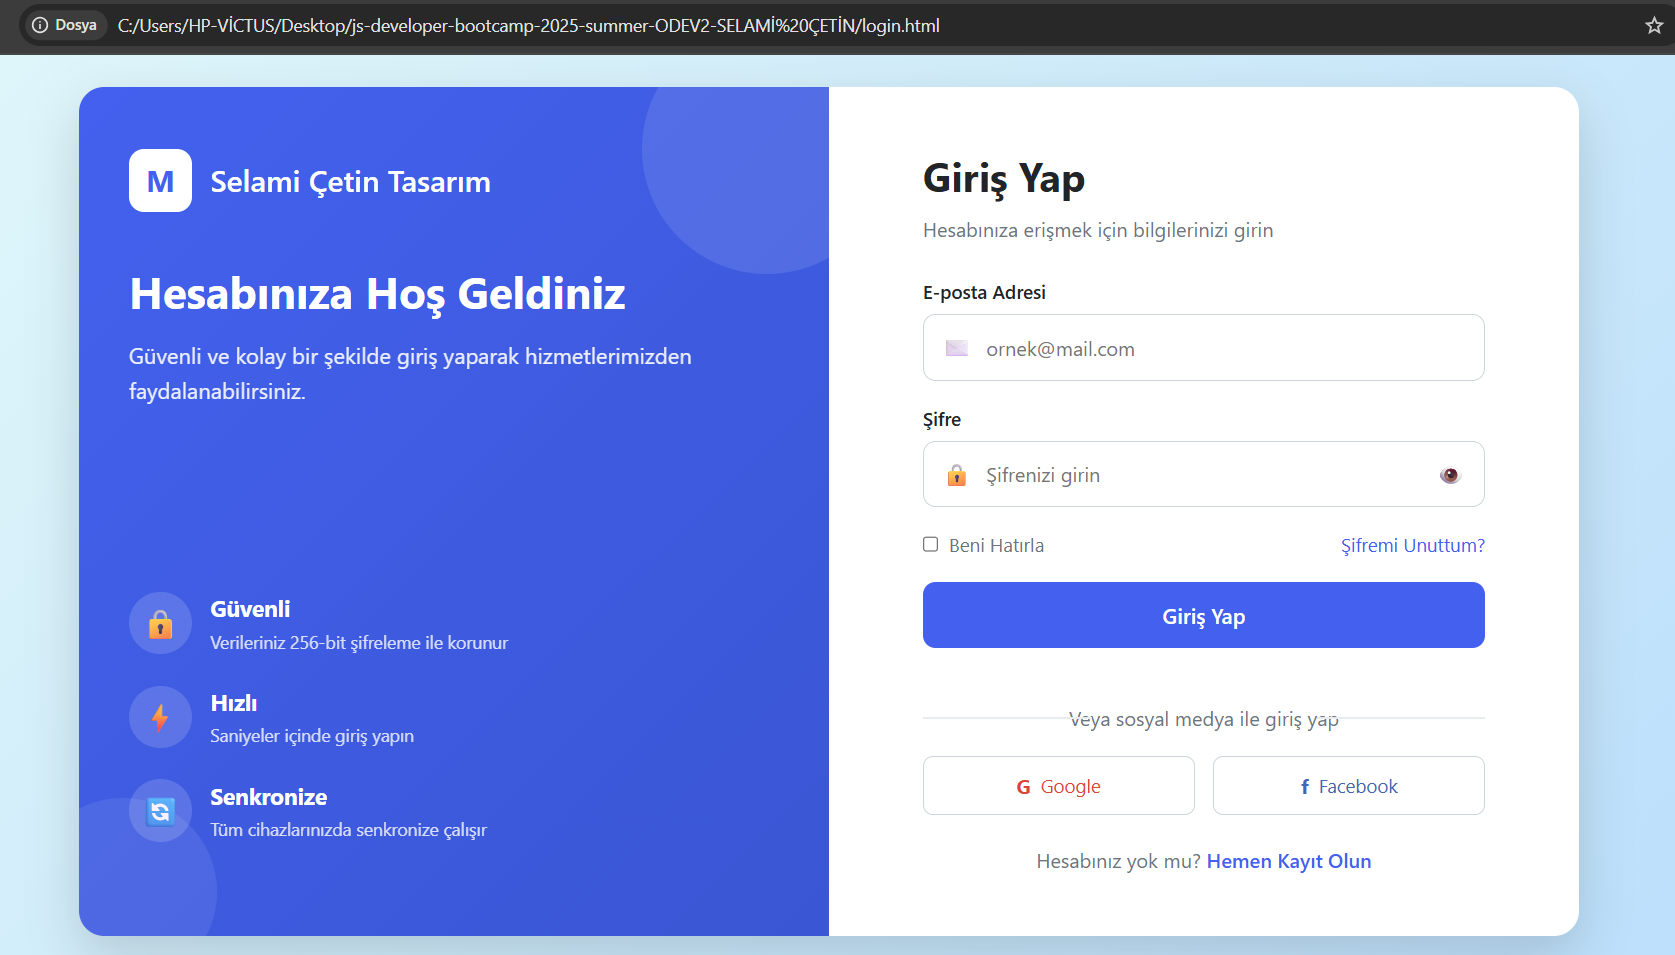 Dosya
C:/Users/HP-VİCTUS/Desktop/js-developer-bootcamp-2025-summer-ODEV2-SELAMİ%20ÇETİN/login.html
M
Selami Çetin Tasarım
Hesabınıza Hoş Geldiniz
Güvenli ve kolay bir şekilde giriş yaparak hizmetlerimizden
faydalanabilirsiniz.
Güvenli
Verileriniz 256-bit şifreleme ile korunur
Hızlı
Saniyeler içinde giriş yapın
Senkronize
Tüm cihazlarınızda senkronize çalışır
Giriş Yap
Hesabınıza erişmek için bilgilerinizi girin
E-posta Adresi
ornek@mail.com
Şifre
Şifrenizi girin
Beni Hatırla
Şifremi Unuttum?
Giriş Yap
Veya sosyal medya ile giriş yap
G Google
f Facebook
Hesabınız yok mu? Hemen Kayıt Olun